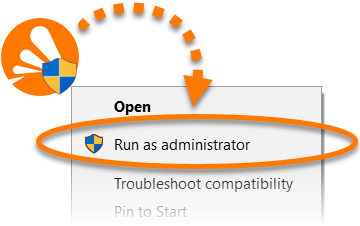 Open
Run as administrator
Troubleshoot compatibility
Pin to Start